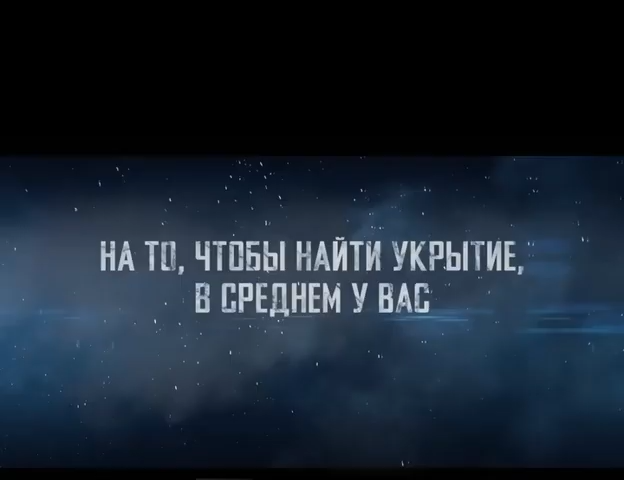 НА ТО, ЧТОБЫ НАЙТИ УКРЫТИЕ,
В СРЕДНЕМ У ВАС